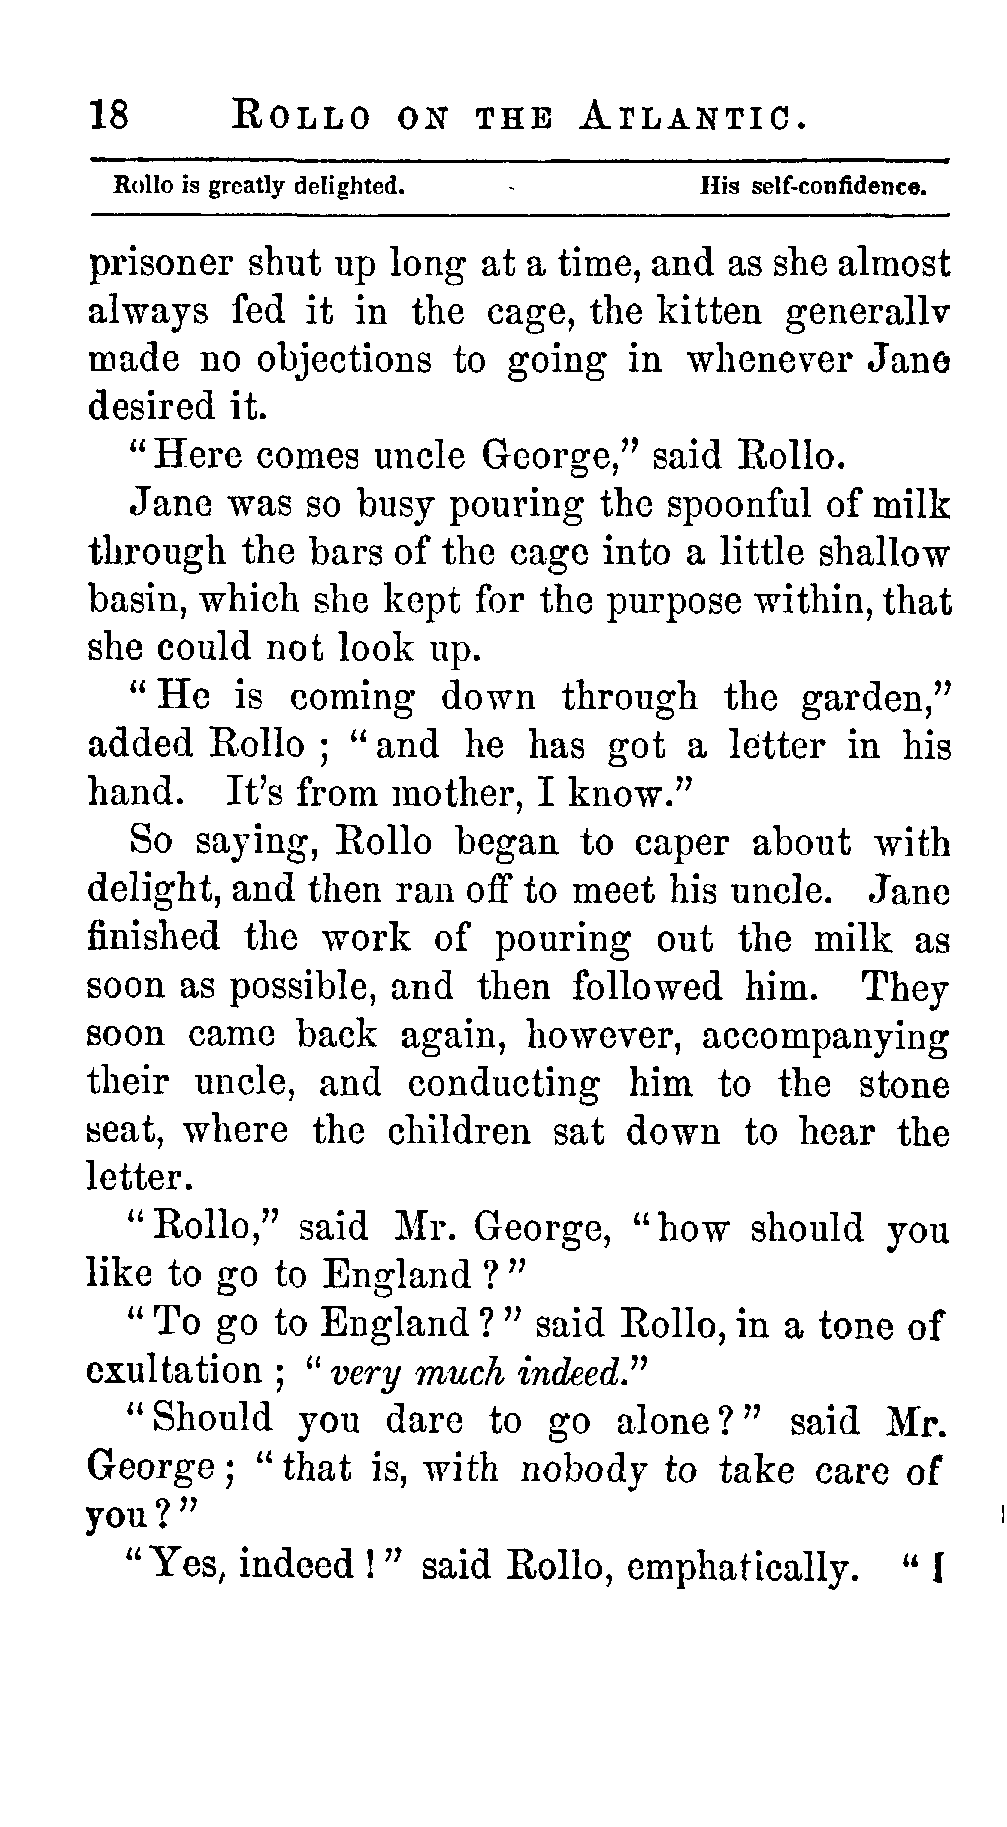 18 ROLLO ON THE ATLANTIC.
Rollo is greatly delighted. His self-confidence.
prisoner shut up long at a time, and as she almost
always fed it in the cage, the kitten generally
made no objections to going in whenever Jane
desired it.
“Here comes uncle George,” said Rollo.
Jane was so busy pouring the spoonful of milk
through the bars of the cage into a little shallow
basin, which she kept for the purpose within, that
she could not look up.
“He is coming down through the garden,”
added Rollo; “and he has got a letter in his
hand. It’s from mother, I know.”
So saying, Rollo began to caper about with
delight, and then ran off to meet his uncle. Jane
finished the work of pouring out the milk as
soon as possible, and then followed him. They
soon came back again, however, accompanying
their uncle, and conducting him to the stone
seat, where the children sat down to hear the
letter.
“Rollo,” said Mr. George, “how should you
like to go to England?”
“To go to England?” said Rollo, in a tone of
exultation; “very much indeed.”
“Should you dare to go alone?” said Mr.
George; “that is, with nobody to take care of
you?”
“Yes, indeed!” said Rollo, emphatically. “I